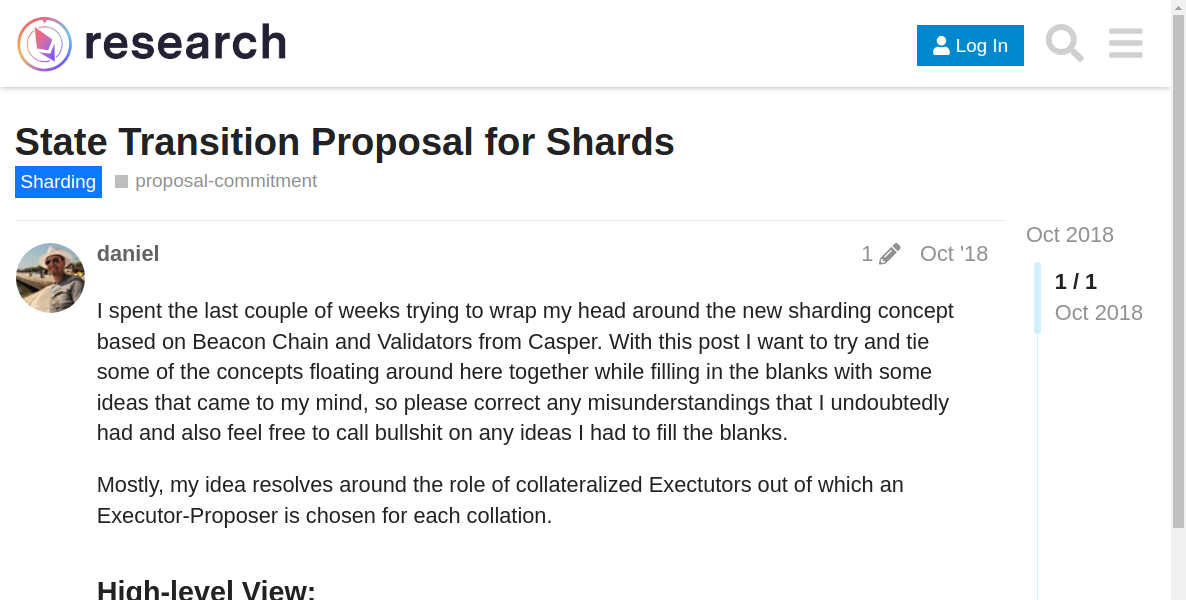 research
Log In
State Transition Proposal for Shards
Sharding
proposal-commitment
daniel
1
Oct '18
I spent the last couple of weeks trying to wrap my head around the new sharding concept
based on Beacon Chain and Validators from Casper. With this post I want to try and tie
some of the concepts floating around here together while filling in the blanks with some
ideas that came to my mind, so please correct any misunderstandings that I undoubtedly
had and also feel free to call bullshit on any ideas I had to fill the blanks.
Mostly, my idea resolves around the role of collateralized Exectutors out of which an
Executor-Proposer is chosen for each collation.
High-level View:
Oct 2018
1 / 1
Oct 2018